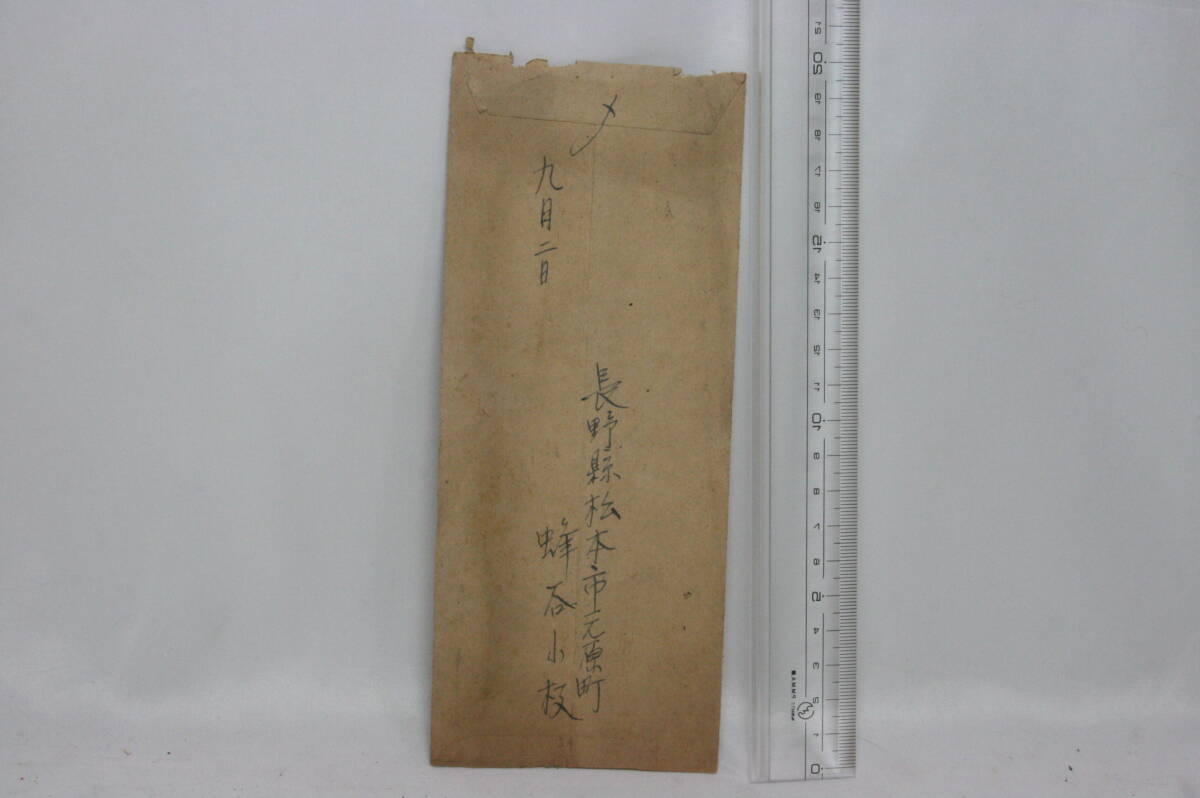 〆
長野縣松本市元原町
蜂谷小枝
九月二日